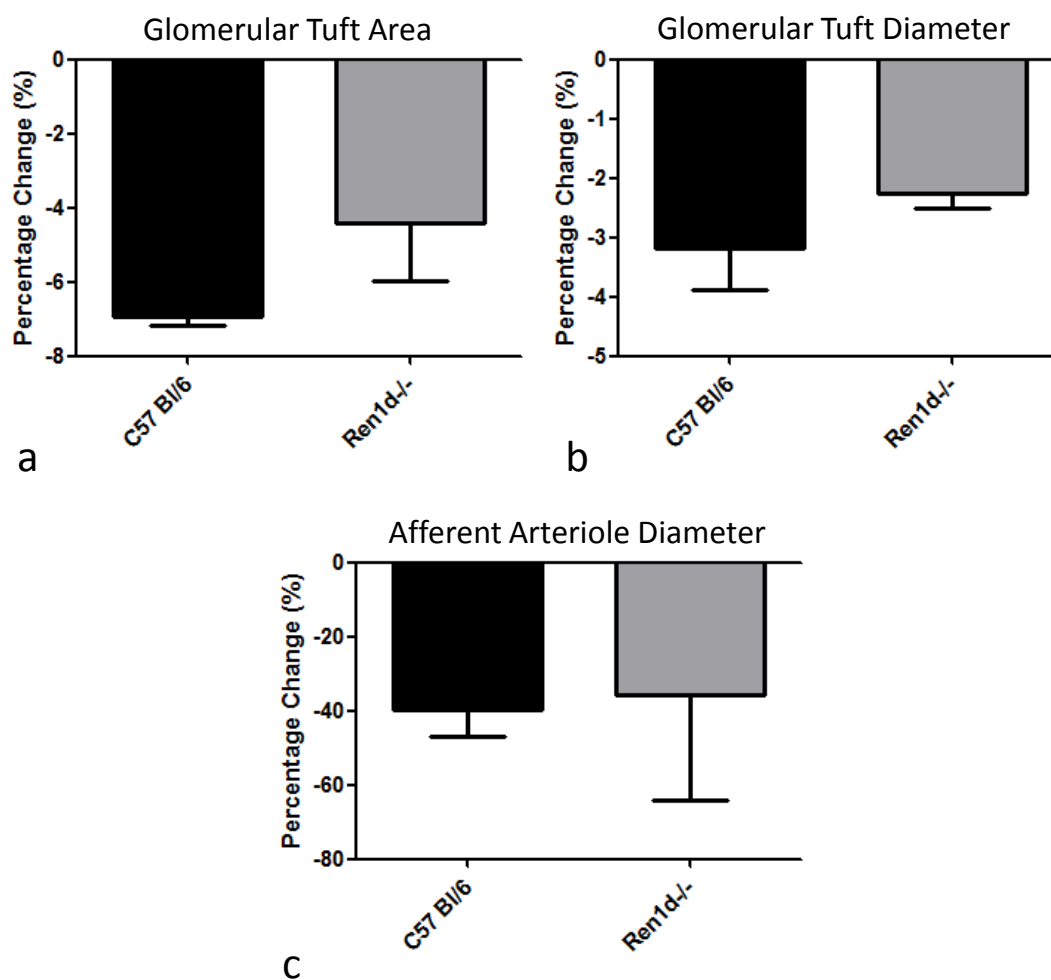 Glomerular Tuft Area
Percentage Change (%)
0
-2
-4
-6
-8
C57 Bl/6
Ren1d-/-
a
Glomerular Tuft Diameter
Percentage Change (%)
0
-1
-2
-3
-4
-5
C57 Bl/6
Ren1d-/-
b
Afferent Arteriole Diameter
Percentage Change (%)
0
-20
-40
-60
-80
C57 Bl/6
Ren1d-/-
c